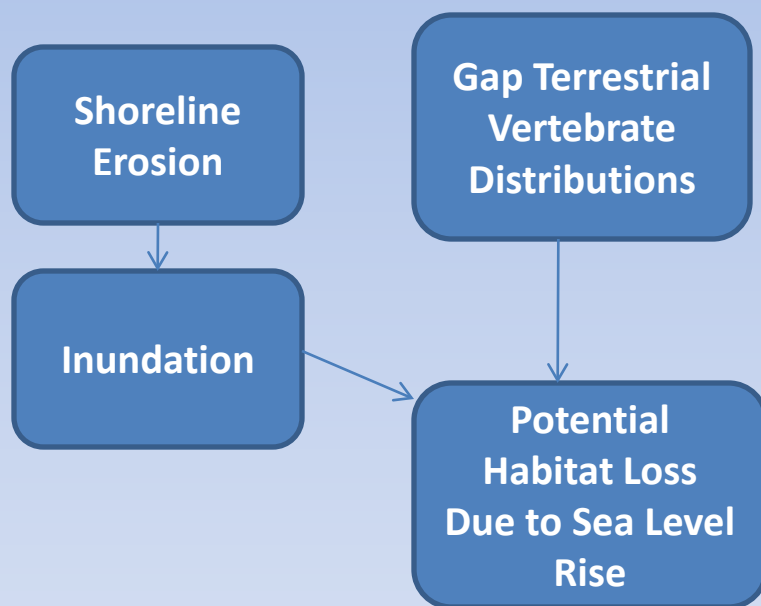 Shoreline
Erosion
Gap Terrestrial
Vertebrate
Distributions
Inundation
Potential
Habitat Loss
Due to Sea Level
Rise